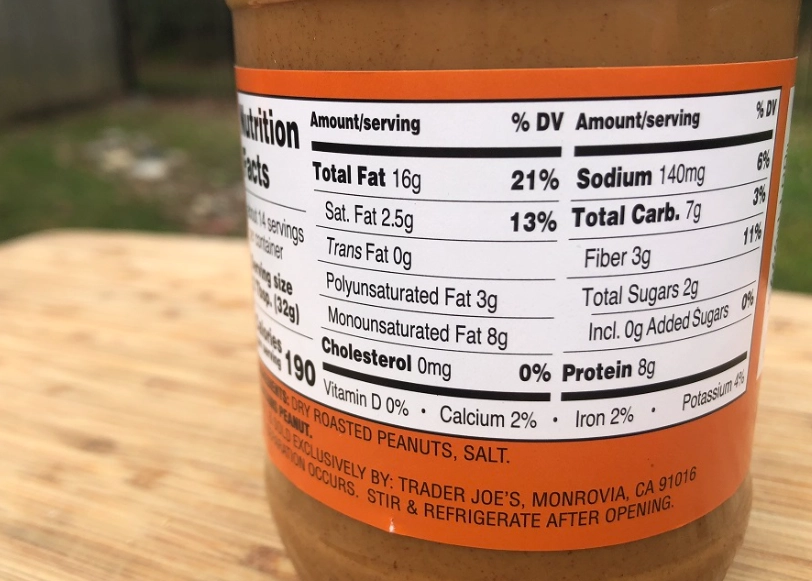 Nutrition
Facts
14 servings
container
size
(32g)
Calories
190
Amount/serving % DV
Total Fat 16g 21%
Sat. Fat 2.5g 13%
Trans Fat 0g
Polyunsaturated Fat 3g
Monounsaturated Fat 8g
Cholesterol 0mg 0%
Amount/serving % DV
Sodium 140mg 6%
Total Carb. 7g 3%
Fiber 3g 11%
Total Sugars 2g
Incl. 0g Added Sugars 0%
Protein 8g
Vitamin D 0% • Calcium 2% • Iron 2% • Potassium 4%
DRY ROASTED PEANUTS, SALT.
PEANUT.
SOLD EXCLUSIVELY BY: TRADER JOE'S, MONROVIA, CA 91016
OCCURS. STIR & REFRIGERATE AFTER OPENING.